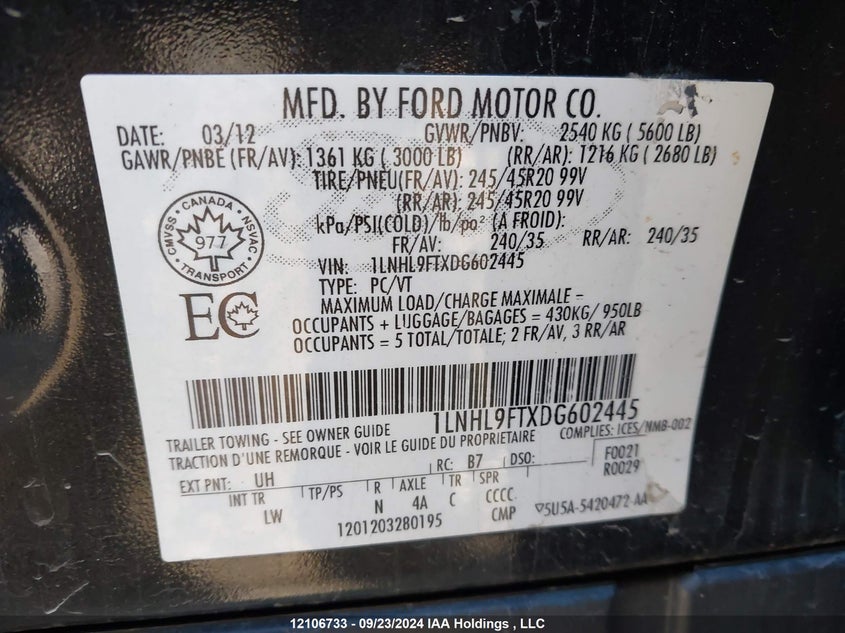 MFD. BY FORD MOTOR CO.
DATE: 03/12 GVWR/PNBV: 2540 KG ( 5600 LB)
GAWR/PNBE (FR/AV): 1361 KG ( 3000 LB) (RR/AR): 1216 KG ( 2680 LB)
TIRE/PNEU(FR/AV): 245/45R20 99V
(RR/AR): 245/45R20 99V
kPa/PSI(COLD)/lb/po² (A FROID):
FR/AV: 240/35 RR/AR: 240/35
VIN: 1LNHL9FTXDG602445
TYPE: PC/VT
MAXIMUM LOAD/CHARGE MAXIMALE =
OCCUPANTS + LUGGAGE/BAGAGES = 430KG/ 950LB
OCCUPANTS = 5 TOTAL/TOTALE; 2 FR/AV, 3 RR/AR
CMVSS • CANADA • NSVAC
977
TRANSPORT
EC
1LNHL9FTXDG602445
TRAILER TOWING - SEE OWNER GUIDE COMPLIES: ICES/NMB-002
TRACTION D'UNE REMORQUE - VOIR LE GUIDE DU PROPRIETAIRE
EXT PNT: UH RC: B7 DSO: F0021
R0029
INT TR TP/PS R AXLE TR SPR
LW N 4A C CCCC
1201203280195 CMP ▽5U5A-5420472-AA
12106733 - 09/23/2024 IAA Holdings , LLC